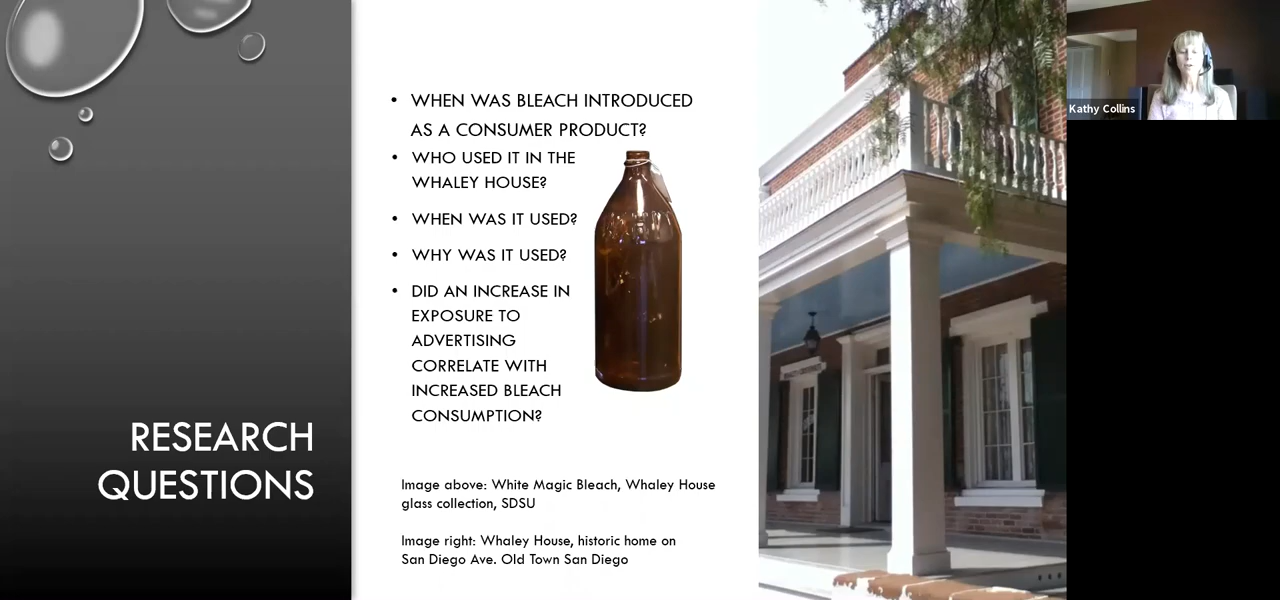 RESEARCH
QUESTIONS
• WHEN WAS BLEACH INTRODUCED
AS A CONSUMER PRODUCT?
• WHO USED IT IN THE
WHALEY HOUSE?
• WHEN WAS IT USED?
• WHY WAS IT USED?
• DID AN INCREASE IN
EXPOSURE TO
ADVERTISING
CORRELATE WITH
INCREASED BLEACH
CONSUMPTION?
Image above: White Magic Bleach, Whaley House
glass collection, SDSU
Image right: Whaley House, historic home on
San Diego Ave. Old Town San Diego
Kathy Collins